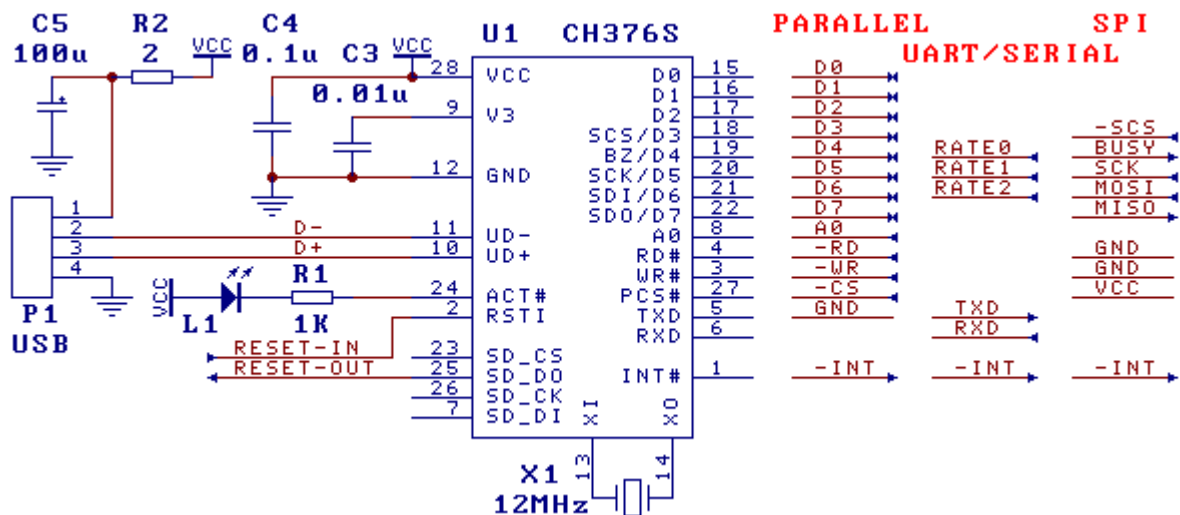 C5 R2 C4 U1 CH376S PARALLEL SPI
100u 2 VCC 0.1u C3 VCC UART/SERIAL
28 VCC D0 15 D0
0.01u D1 16 D1
9 V3 D2 17 D2
SCS/D3 18 D3 -SCS
BZ/D4 19 D4 RATE0 BUSY
12 GND SCK/D5 20 D5 RATE1 SCK
SDI/D6 21 D6 RATE2 MOSI
1 SDO/D7 22 D7 MISO
2 D- 11 UD- A0 8 A0
3 D+ 10 UD+ RD# 4 -RD GND
4 R1 WR# 3 -WR GND
VCC 24 ACT# PCS# 27 -CS VCC
P1 L1 1K 2 RSTI TXD 5 GND TXD
USB RXD 6 RXD
RESET-IN 23 SD_CS
RESET-OUT 25 SD_DO INT# 1 -INT -INT -INT
26 SD_CK
7 SD_DI XI XO
X1 13 14
12MHz